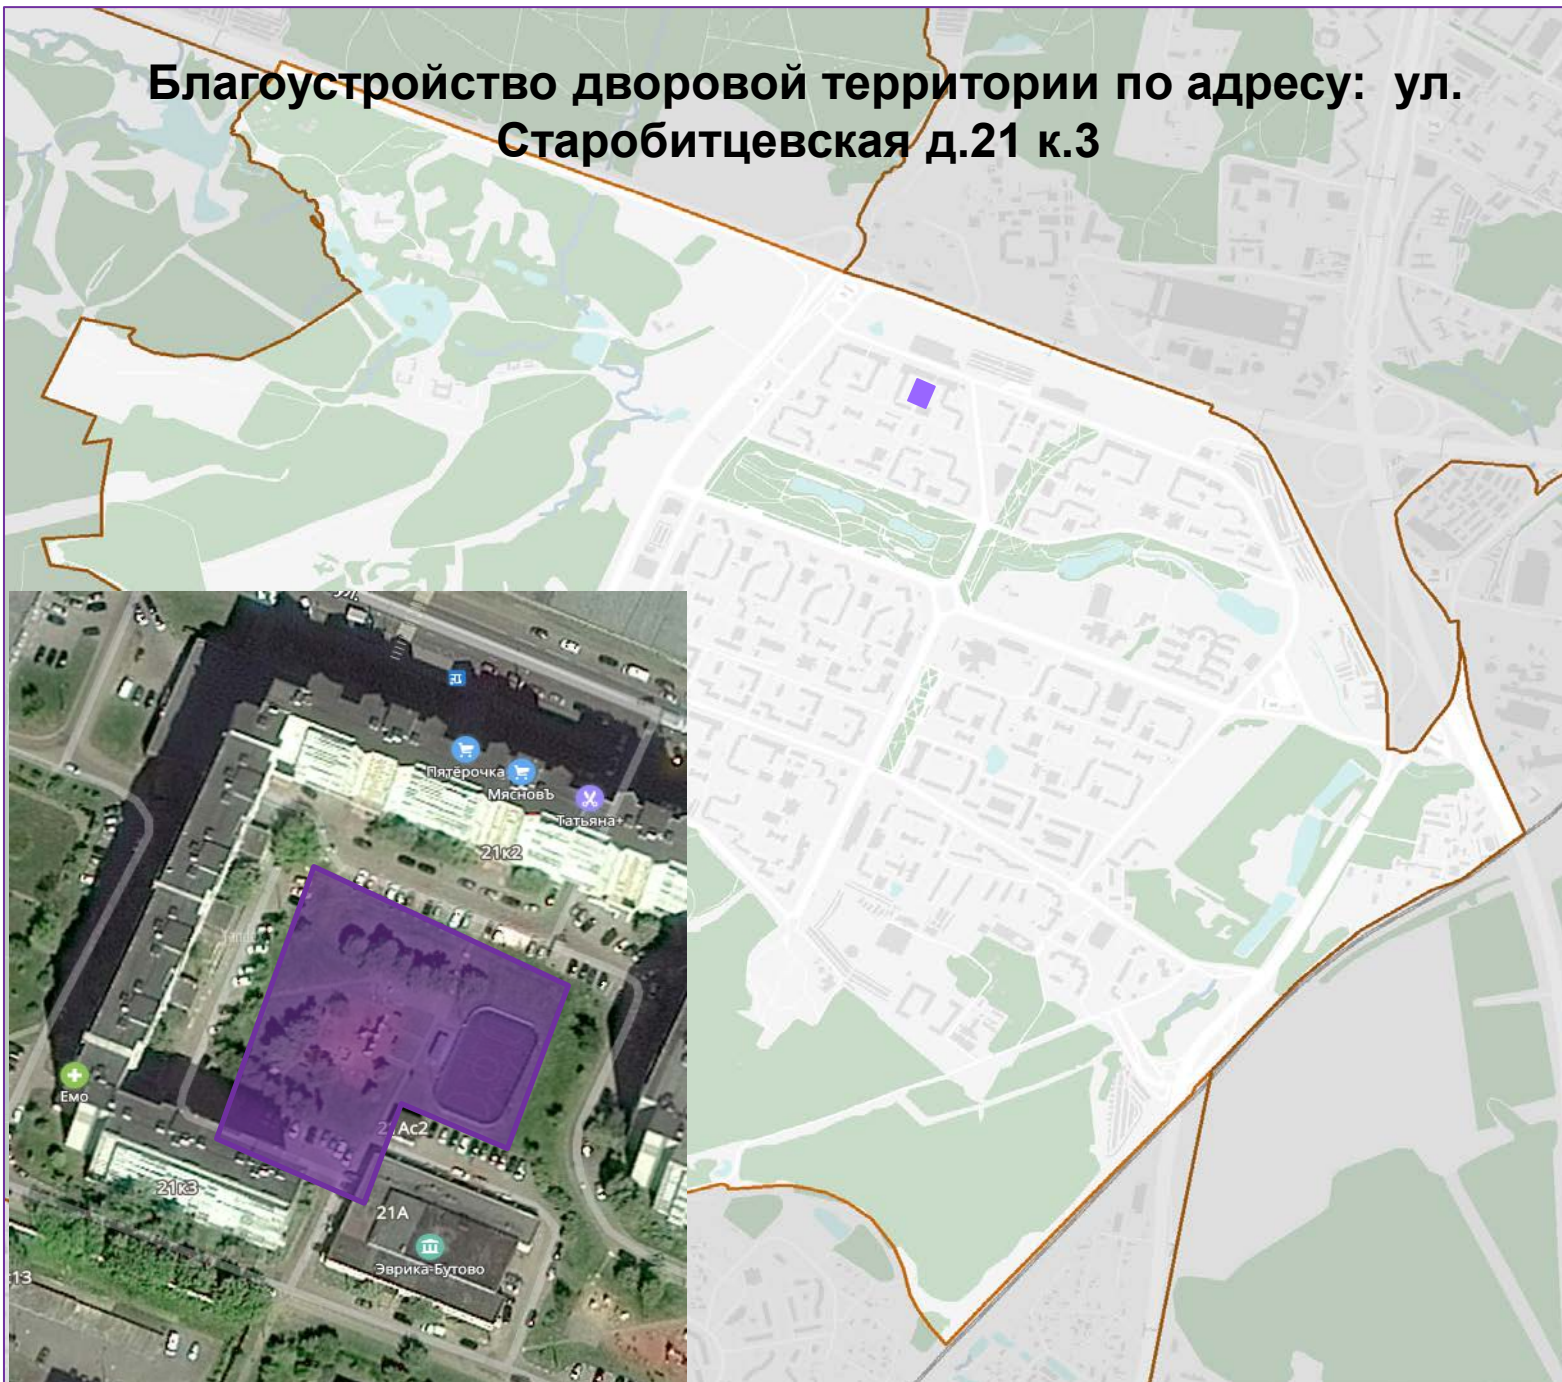 Благоустройство дворовой территории по адресу: ул.
Старобитцевская д.21 к.3
ул.
Пятёрочка
Мясновъ
Татьяна+
21к2
Емо
21Ас2
21к3
21А
Эврика-Бутово
13